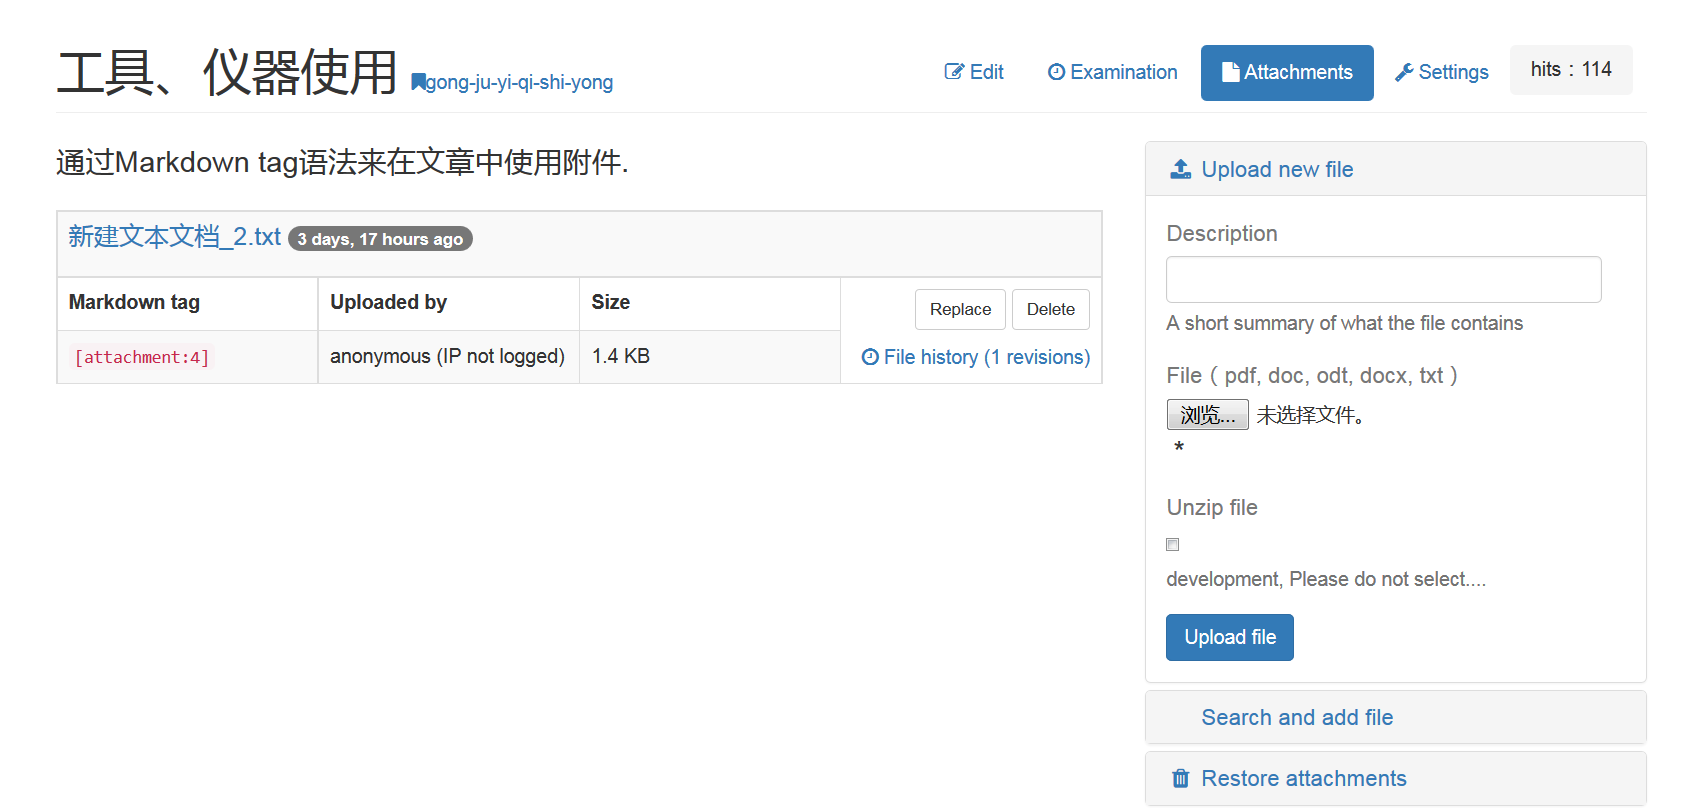 工具、仪器使用 gong-ju-yi-qi-shi-yong
Edit Examination Attachments Settings hits：114
通过Markdown tag语法来在文章中使用附件.
新建文本文档_2.txt 3 days, 17 hours ago
Markdown tag Uploaded by Size Replace Delete
[attachment:4] anonymous (IP not logged) 1.4 KB File history (1 revisions)
Upload new file
Description
A short summary of what the file contains
File（pdf, doc, odt, docx, txt）
浏览... 未选择文件。
*
Unzip file
development, Please do not select....
Upload file
Search and add file
Restore attachments